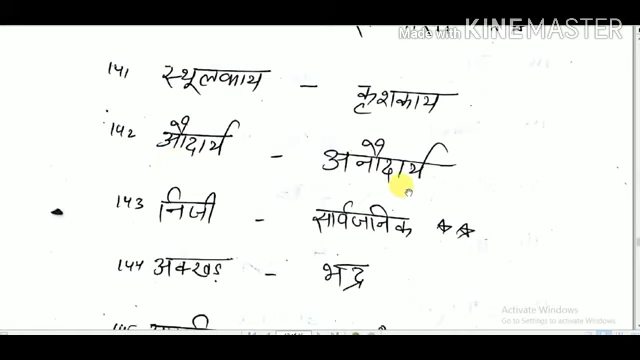 Made with KINEMASTER
141 स्थूलकाय - कृशकाय
142 औदार्य - अनौदार्य
143 निजी - सार्वजनिक
144 अक्खड़ - भद्र
Activate Windows
Go to Settings to activate Windows.